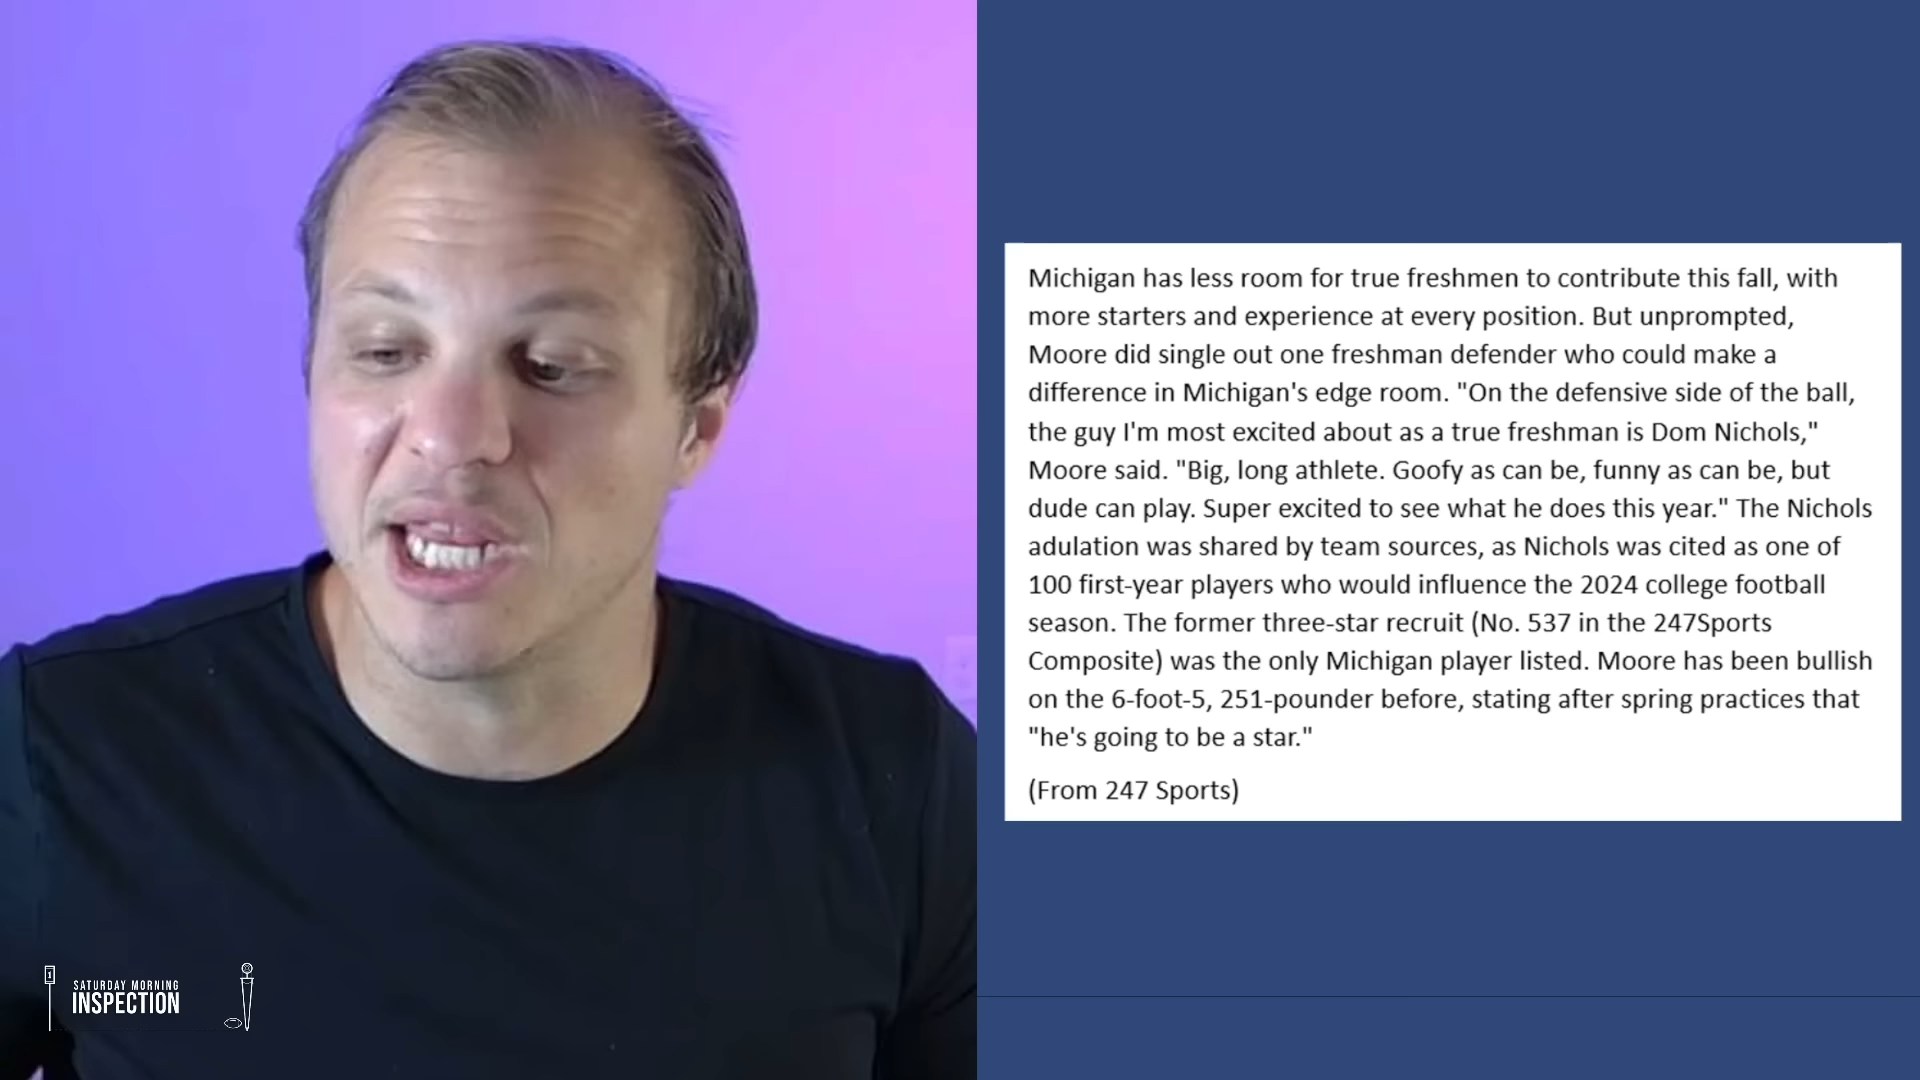 Michigan has less room for true freshmen to contribute this fall, with
more starters and experience at every position. But unprompted,
Moore did single out one freshman defender who could make a
difference in Michigan's edge room. "On the defensive side of the ball,
the guy I'm most excited about as a true freshman is Dom Nichols,"
Moore said. "Big, long athlete. Goofy as can be, funny as can be, but
dude can play. Super excited to see what he does this year." The Nichols
adulation was shared by team sources, as Nichols was cited as one of
100 first-year players who would influence the 2024 college football
season. The former three-star recruit (No. 537 in the 247Sports
Composite) was the only Michigan player listed. Moore has been bullish
on the 6-foot-5, 251-pounder before, stating after spring practices that
"he's going to be a star."
(From 247 Sports)
1
SATURDAY MORNING
INSPECTION